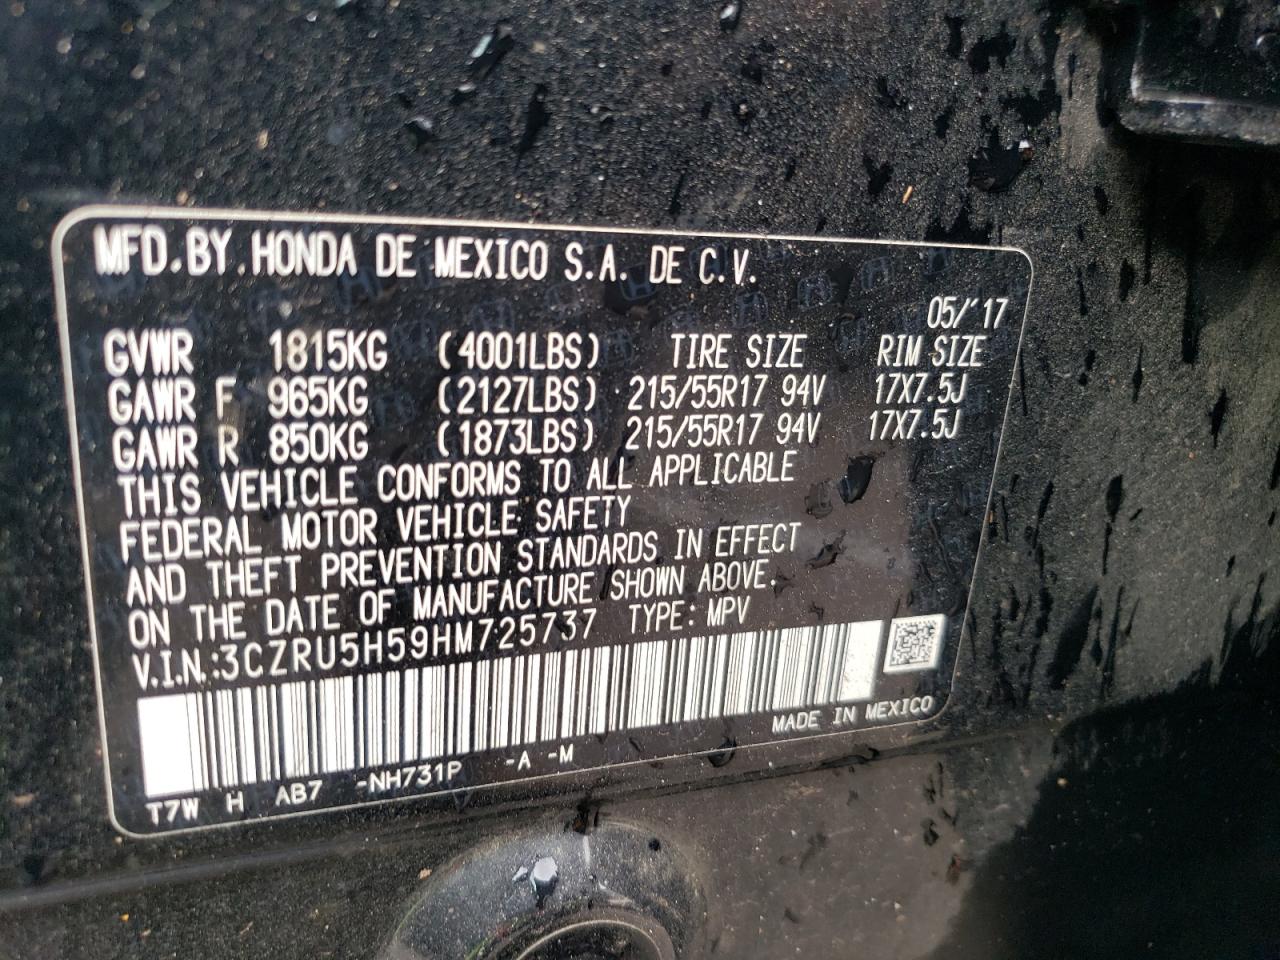 MFD. BY. HONDA DE MEXICO S.A. DE C.V.
05/'17
GVWR 1815KG (4001LBS) TIRE SIZE RIM SIZE
GAWR F 965KG (2127LBS) 215/55R17 94V 17X7.5J
GAWR R 850KG (1873LBS) 215/55R17 94V 17X7.5J
THIS VEHICLE CONFORMS TO ALL APPLICABLE
FEDERAL MOTOR VEHICLE SAFETY
AND THEFT PREVENTION STANDARDS IN EFFECT
ON THE DATE OF MANUFACTURE SHOWN ABOVE.
V.I.N.:3CZRU5H59HM725737 TYPE: MPV
MADE IN MEXICO
T7W H AB7 -NH731P -A -M